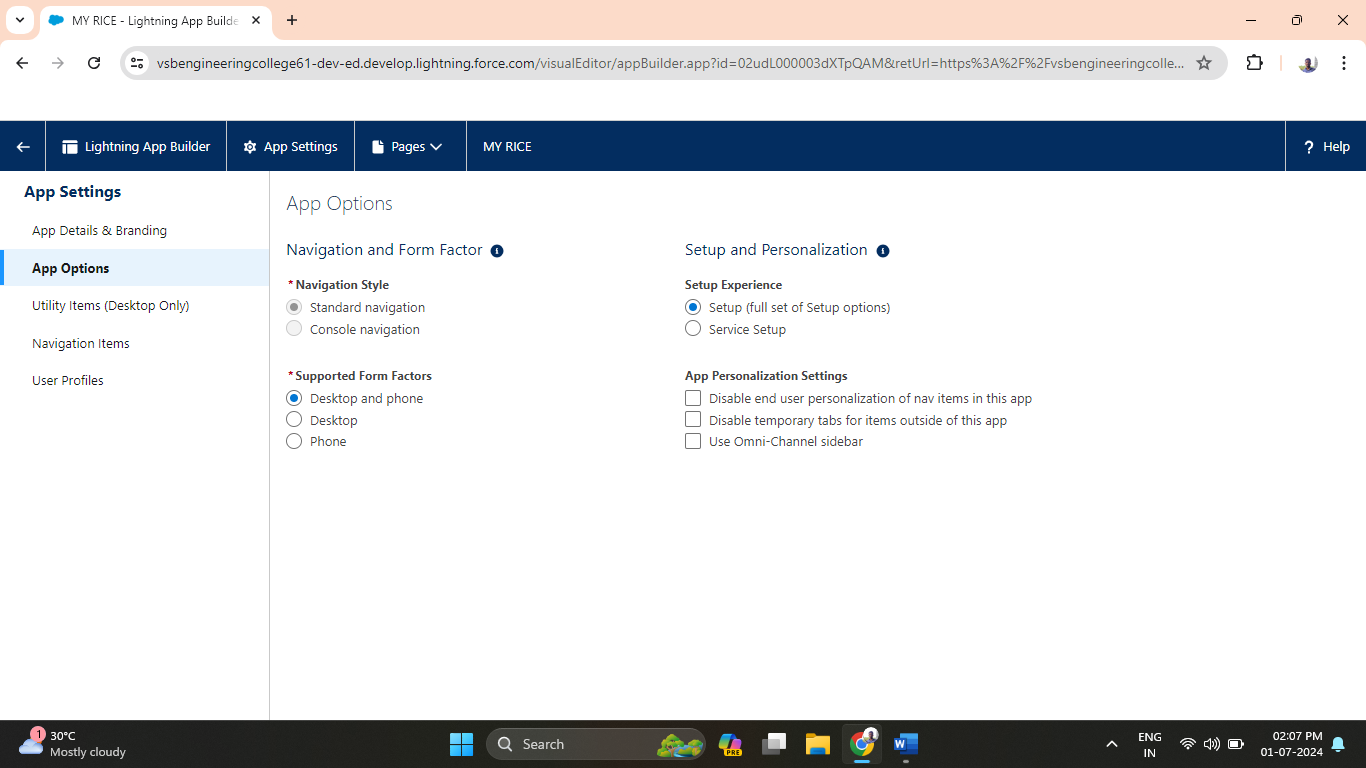 MY RICE - Lightning App Builde
vsbengineeringcollege61-dev-ed.develop.lightning.force.com/visualEditor/appBuilder.app?id=02udL000003dXTpQAM&retUrl=https%3A%2F%2Fvsbengineeringcolle...
Lightning App Builder
App Settings
Pages
MY RICE
? Help
App Settings
App Details & Branding
App Options
Utility Items (Desktop Only)
Navigation Items
User Profiles
App Options
Navigation and Form Factor
* Navigation Style
Standard navigation
Console navigation
* Supported Form Factors
Desktop and phone
Desktop
Phone
Setup and Personalization
Setup Experience
Setup (full set of Setup options)
Service Setup
App Personalization Settings
Disable end user personalization of nav items in this app
Disable temporary tabs for items outside of this app
Use Omni-Channel sidebar
1
30°C
Mostly cloudy
Search
PRE
W
ENG
IN
02:07 PM
01-07-2024